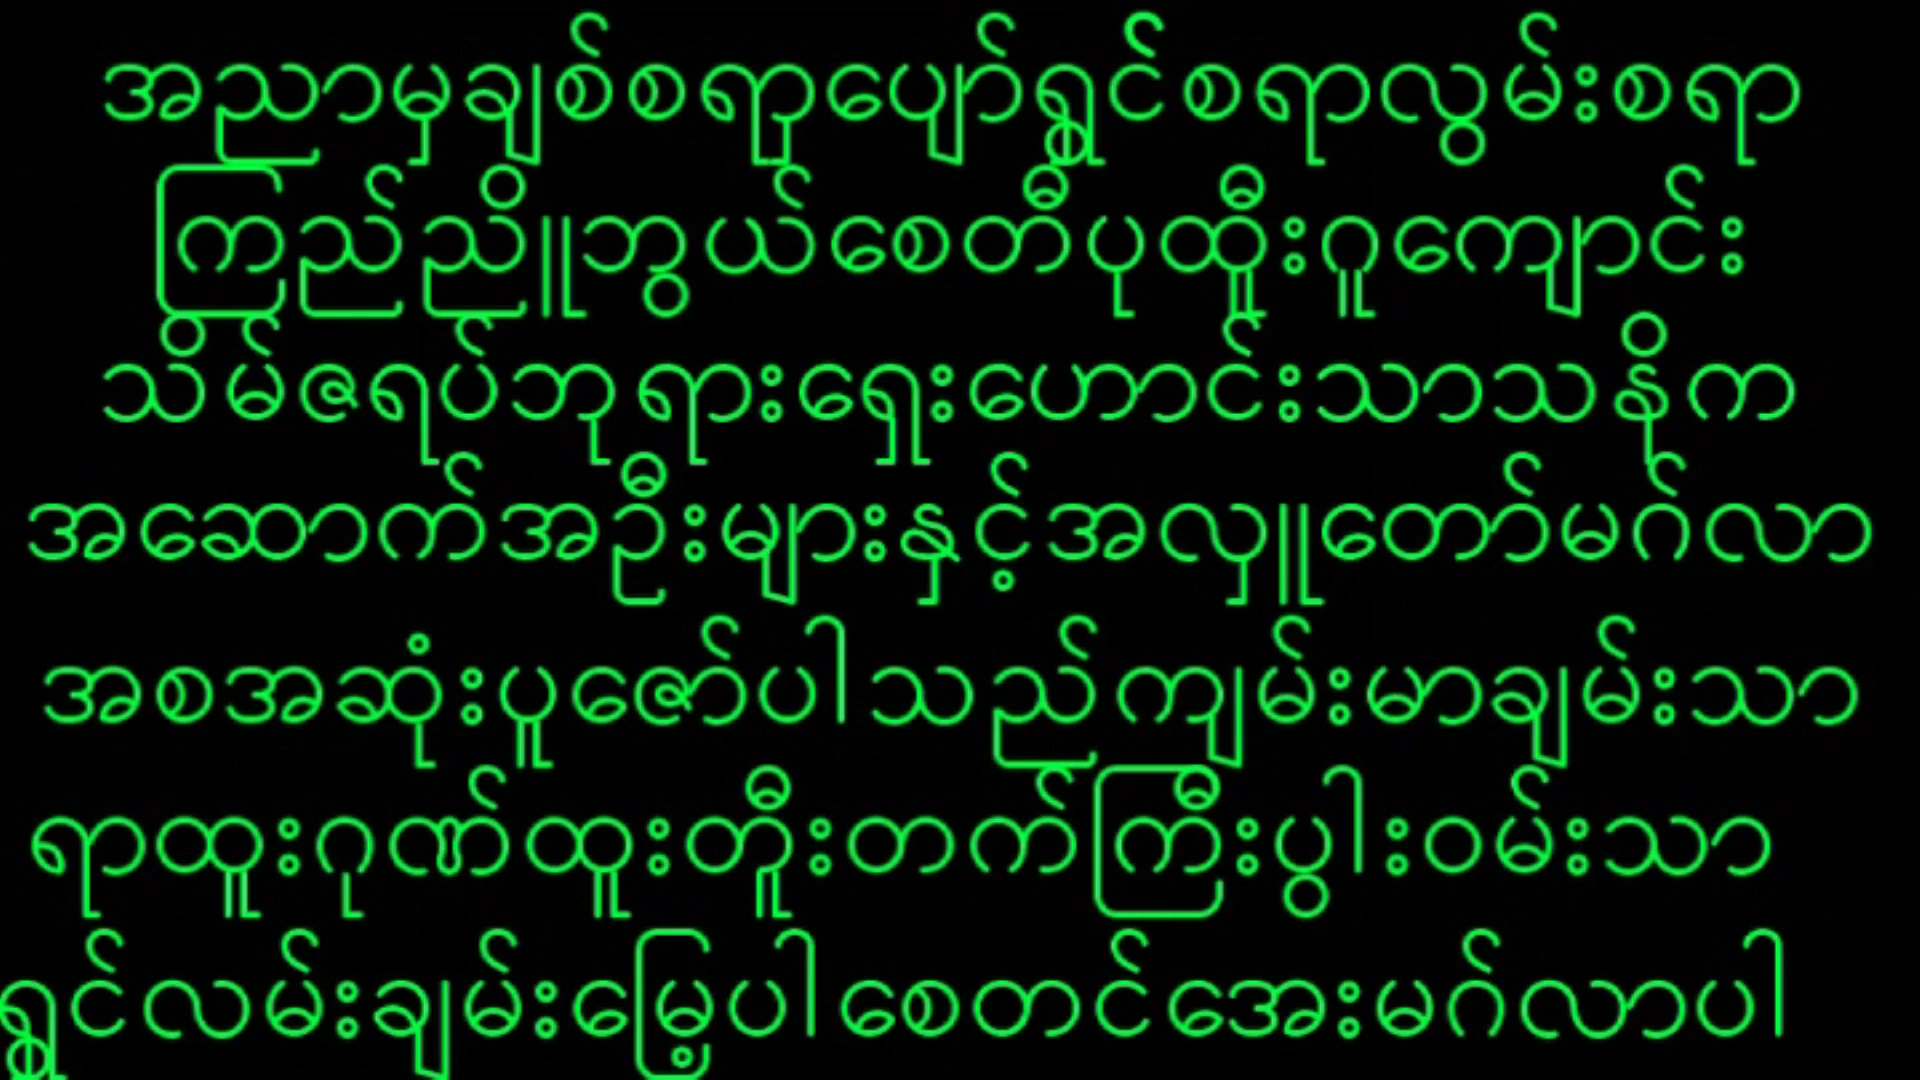 အညာမှချစ်စရာပျော်ရွှင်စရာလွမ်းစရာ
ကြည်ညိူဘွယ်စေတီပုထိူးဂူကျောင်း
သိမ်ဇရပ်ဘုရားရှေးဟောင်းသာသနိုက
အဆောက်အဦးများနှင့်အလှူတော်မင်္ဂလာ
အစအဆုံးပူဇော်ပါသည်ကျမ်းမာချမ်းသာ
ရာထူးဂုဏ်ထူးတိူးတက်ကြီးပွါးဝမ်းသာ
ရွှင်လမ်းချမ်းမြေ့ပါစေတင်အေးမင်္ဂလာပါ